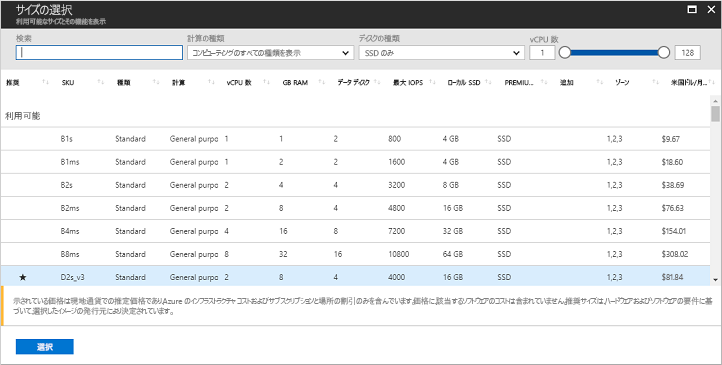 サイズの選択
利用可能なサイズとその機能を表示
検索 計算の種類 ディスクの種類 vCPU 数
コンピューティングのすべての種類を表示 SSD のみ 1 128
推奨 SKU 種類 計算 vCPU 数 GB RAM データ ディスク 最大 IOPS ローカル SSD PREMIU... 追加 ゾーン 米国ドル/月...
利用可能
B1s Standard General purpo 1 1 2 800 4 GB SSD 1,2,3 $9.67
B1ms Standard General purpo 1 2 2 1600 4 GB SSD 1,2,3 $18.60
B2s Standard General purpo 2 4 4 3200 8 GB SSD 1,2,3 $38.69
B2ms Standard General purpo 2 8 4 4800 16 GB SSD 1,2,3 $76.63
B4ms Standard General purpo 4 16 8 7200 32 GB SSD 1,2,3 $154.01
B8ms Standard General purpo 8 32 16 10800 64 GB SSD 1,2,3 $308.02
★ D2s_v3 Standard General purpo 2 8 4 4000 16 GB SSD 1,2,3 $81.84
示されている価格は現地通貨での推定価格であり、Azure のインフラストラクチャ コストおよびサブスクリプションと場所の割引のみを含んでいます。価格に、該当するソフトウェアのコストは含まれていません。推奨サイズは、ハードウェアおよびソフトウェアの要件に基
づいて、選択したイメージの発行元により決定されています。
選択